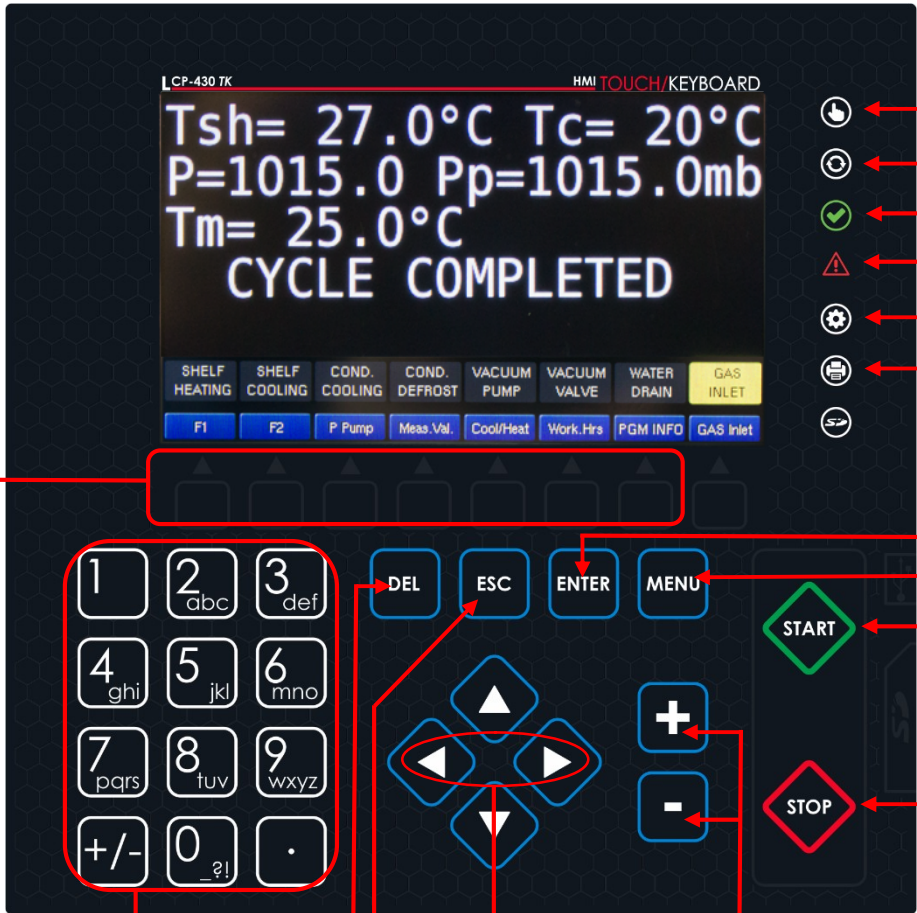 CP-430 TK HMI TOUCH/KEYBOARD
Tsh= 27.0°C Tc= 20°C
P=1015.0 Pp=1015.0mb
Tm= 25.0°C
CYCLE COMPLETED
SHELF HEATING SHELF COOLING COND. COOLING COND. DEFROST VACUUM PUMP VACUUM VALVE WATER DRAIN GAS INLET
F1 F2 P Pump Meas.Val. Cool/Heat Work.Hrs PGM INFO GAS Inlet
1 2 abc 3 def
DEL ESC ENTER MENU
START
4 ghi 5 jkl 6 mno
7 pqrs 8 tuv 9 wxyz
+
-
STOP
+/- 0 _?! .